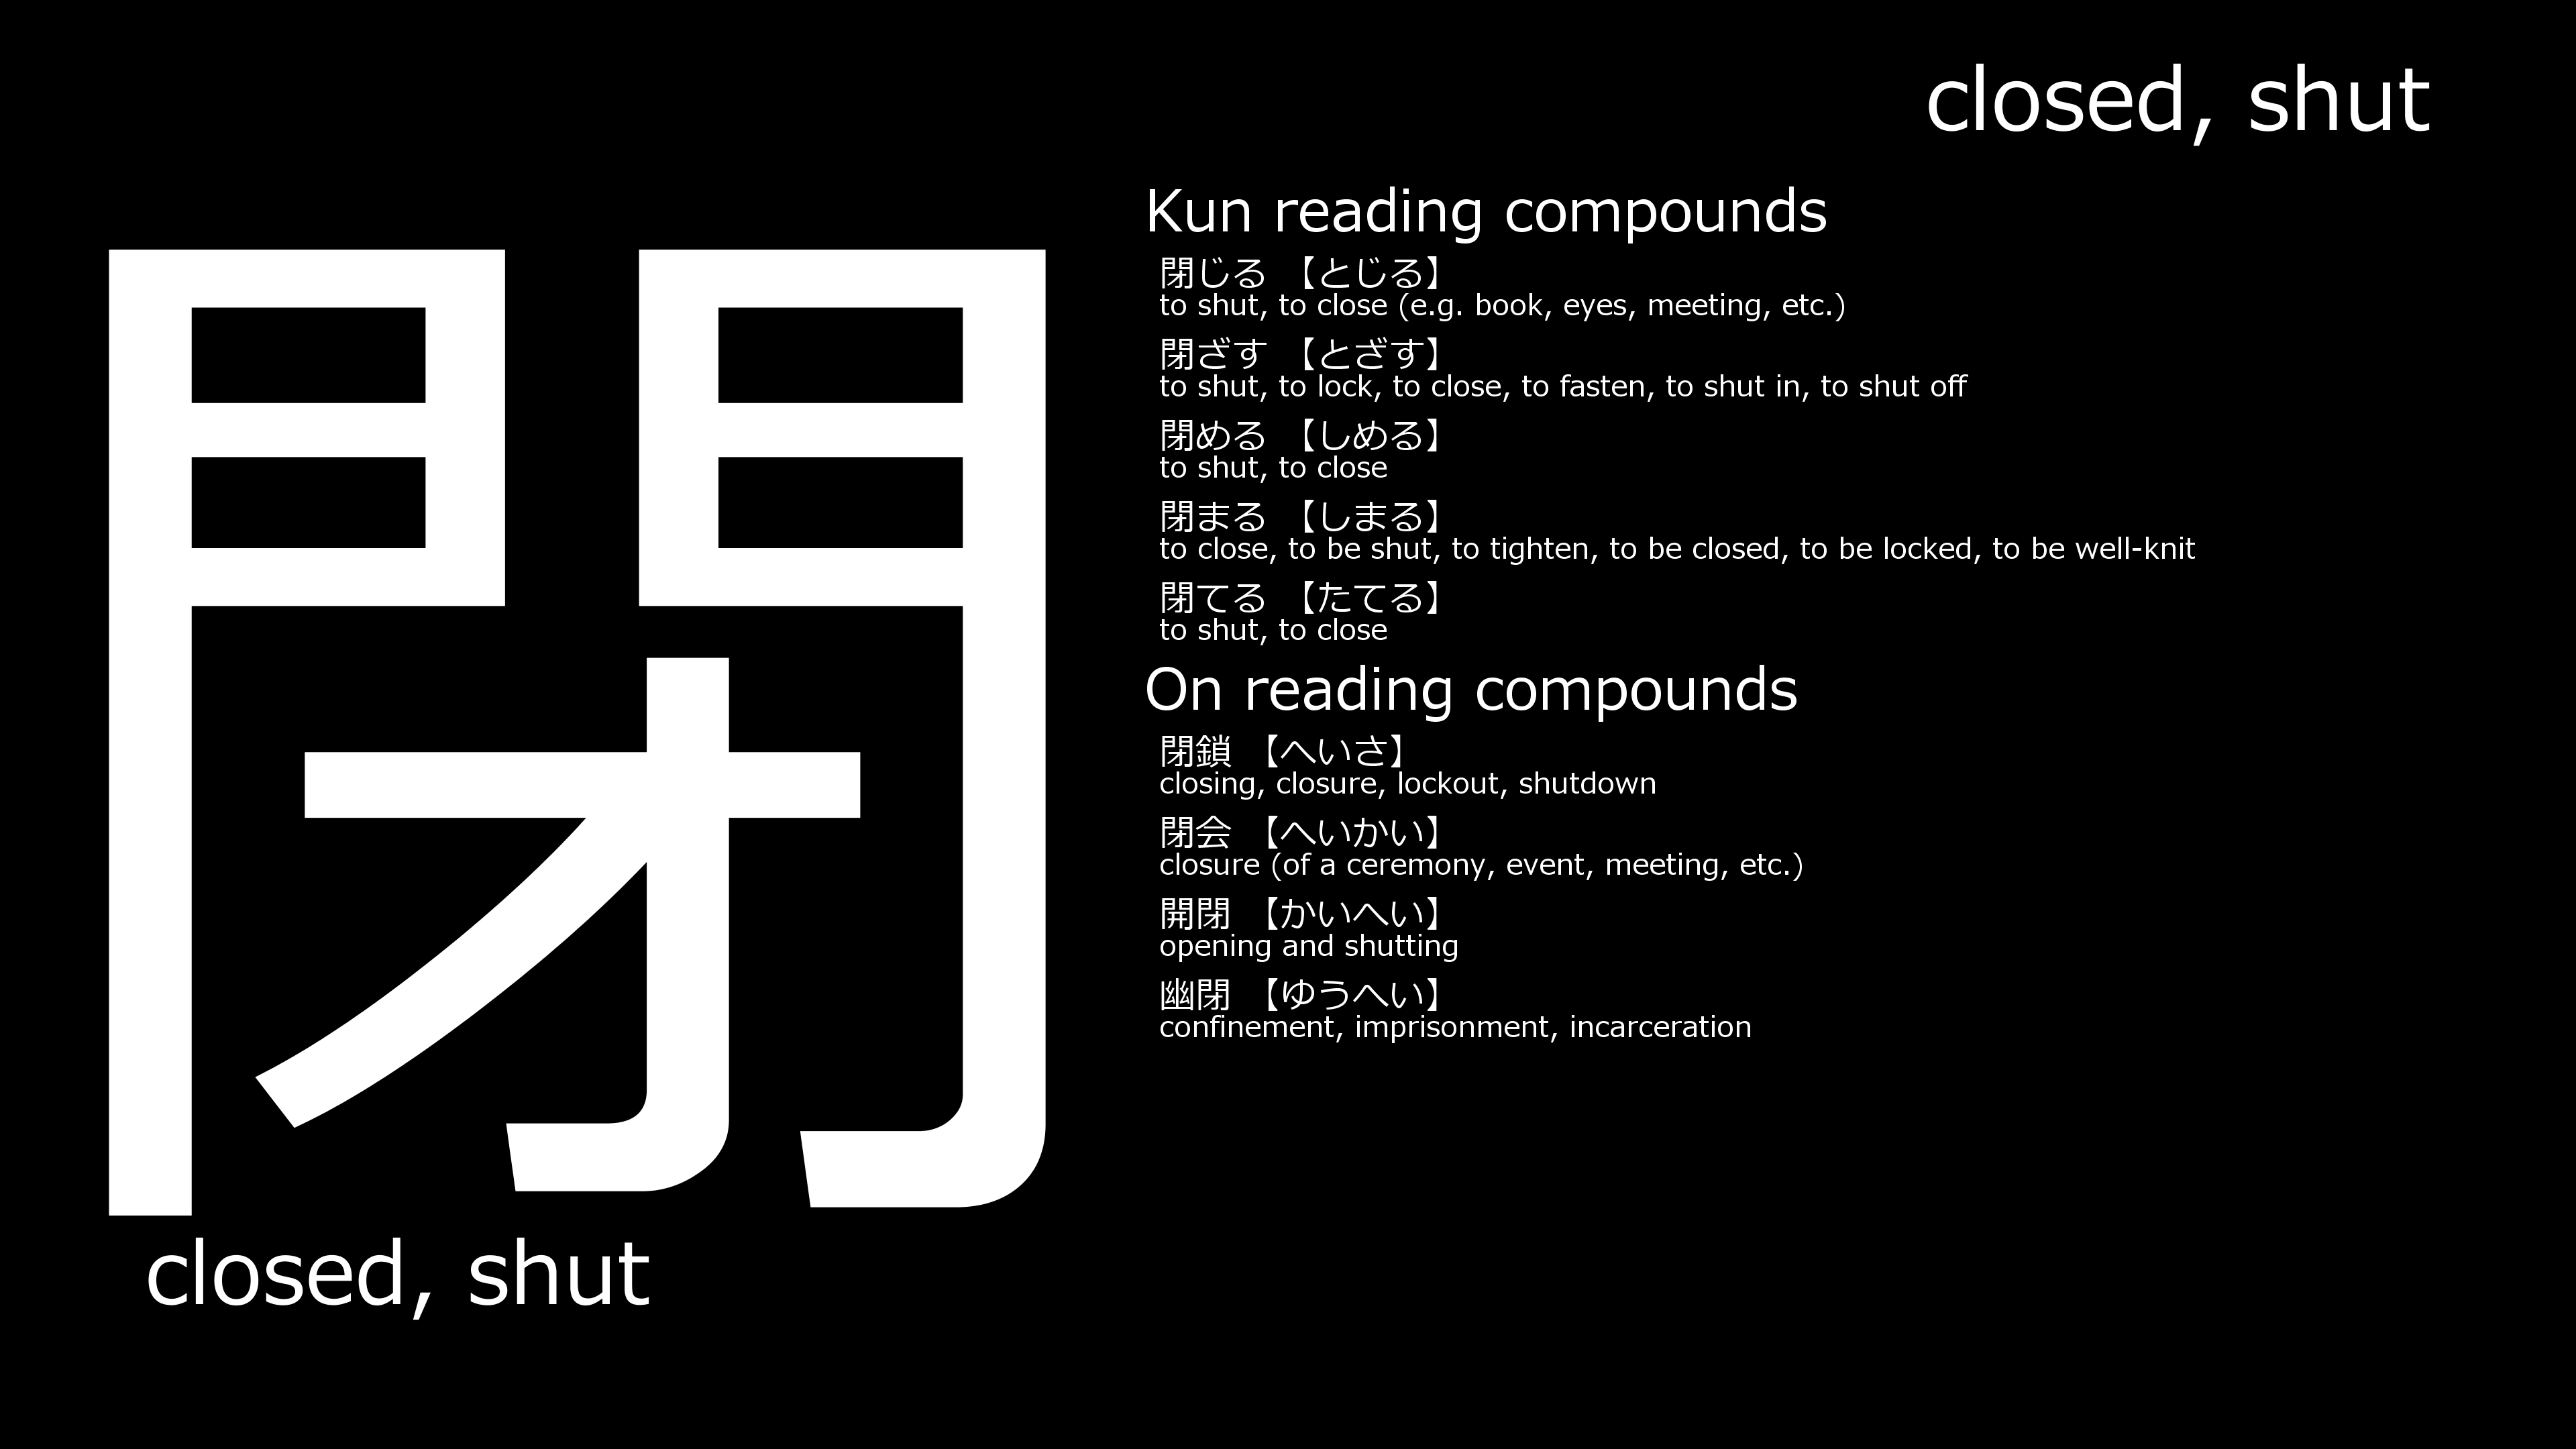 closed, shut
閉
closed, shut
Kun reading compounds
閉じる 【とじる】
to shut, to close (e.g. book, eyes, meeting, etc.)
閉ざす 【とざす】
to shut, to lock, to close, to fasten, to shut in, to shut off
閉める 【しめる】
to shut, to close
閉まる 【しまる】
to close, to be shut, to tighten, to be closed, to be locked, to be well-knit
閉てる 【たてる】
to shut, to close
On reading compounds
閉鎖 【へいさ】
closing, closure, lockout, shutdown
閉会 【へいかい】
closure (of a ceremony, event, meeting, etc.)
開閉 【かいへい】
opening and shutting
幽閉 【ゆうへい】
confinement, imprisonment, incarceration